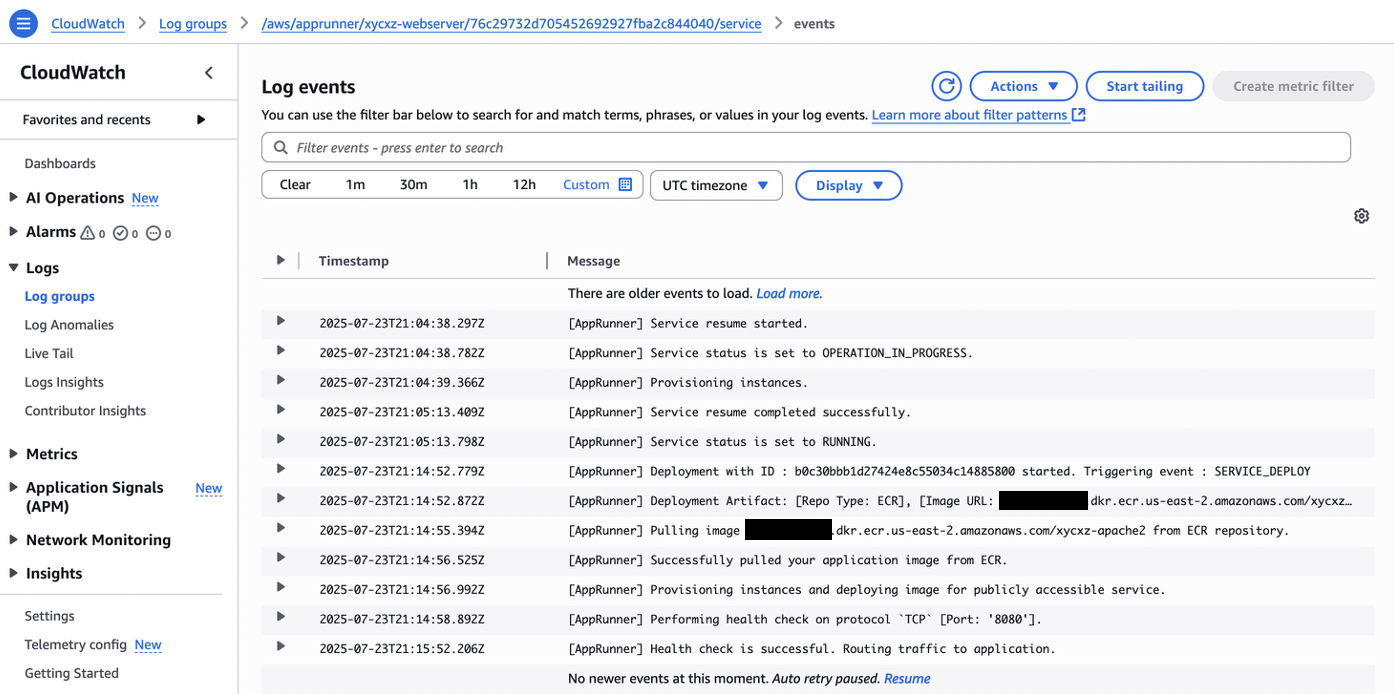 CloudWatch > Log groups > /aws/apprunner/xycxz-webserver/76c29732d705452692927fba2c844040/service > events
CloudWatch
Favorites and recents
Dashboards
AI Operations New
Alarms 0 0 0
Logs
Log groups
Log Anomalies
Live Tail
Logs Insights
Contributor Insights
Metrics
Application Signals New
(APM)
Network Monitoring
Insights
Settings
Telemetry config New
Getting Started
Log events
Actions
Start tailing
Create metric filter
You can use the filter bar below to search for and match terms, phrases, or values in your log events. Learn more about filter patterns
Filter events - press enter to search
Clear 1m 30m 1h 12h Custom UTC timezone Display
Timestamp Message
There are older events to load. Load more.
2025-07-23T21:04:38.297Z [AppRunner] Service resume started.
2025-07-23T21:04:38.782Z [AppRunner] Service status is set to OPERATION_IN_PROGRESS.
2025-07-23T21:04:39.366Z [AppRunner] Provisioning instances.
2025-07-23T21:05:13.409Z [AppRunner] Service resume completed successfully.
2025-07-23T21:05:13.798Z [AppRunner] Service status is set to RUNNING.
2025-07-23T21:14:52.779Z [AppRunner] Deployment with ID : b0c30bbb1d27424e8c55034c14885800 started. Triggering event : SERVICE_DEPLOY
2025-07-23T21:14:52.872Z [AppRunner] Deployment Artifact: [Repo Type: ECR], [Image URL: .dkr.ecr.us-east-2.amazonaws.com/xycxz…
2025-07-23T21:14:55.394Z [AppRunner] Pulling image .dkr.ecr.us-east-2.amazonaws.com/xycxz-apache2 from ECR repository.
2025-07-23T21:14:56.525Z [AppRunner] Successfully pulled your application image from ECR.
2025-07-23T21:14:56.992Z [AppRunner] Provisioning instances and deploying image for publicly accessible service.
2025-07-23T21:14:58.892Z [AppRunner] Performing health check on protocol `TCP` [Port: '8080'].
2025-07-23T21:15:52.206Z [AppRunner] Health check is successful. Routing traffic to application.
No newer events at this moment. Auto retry paused. Resume